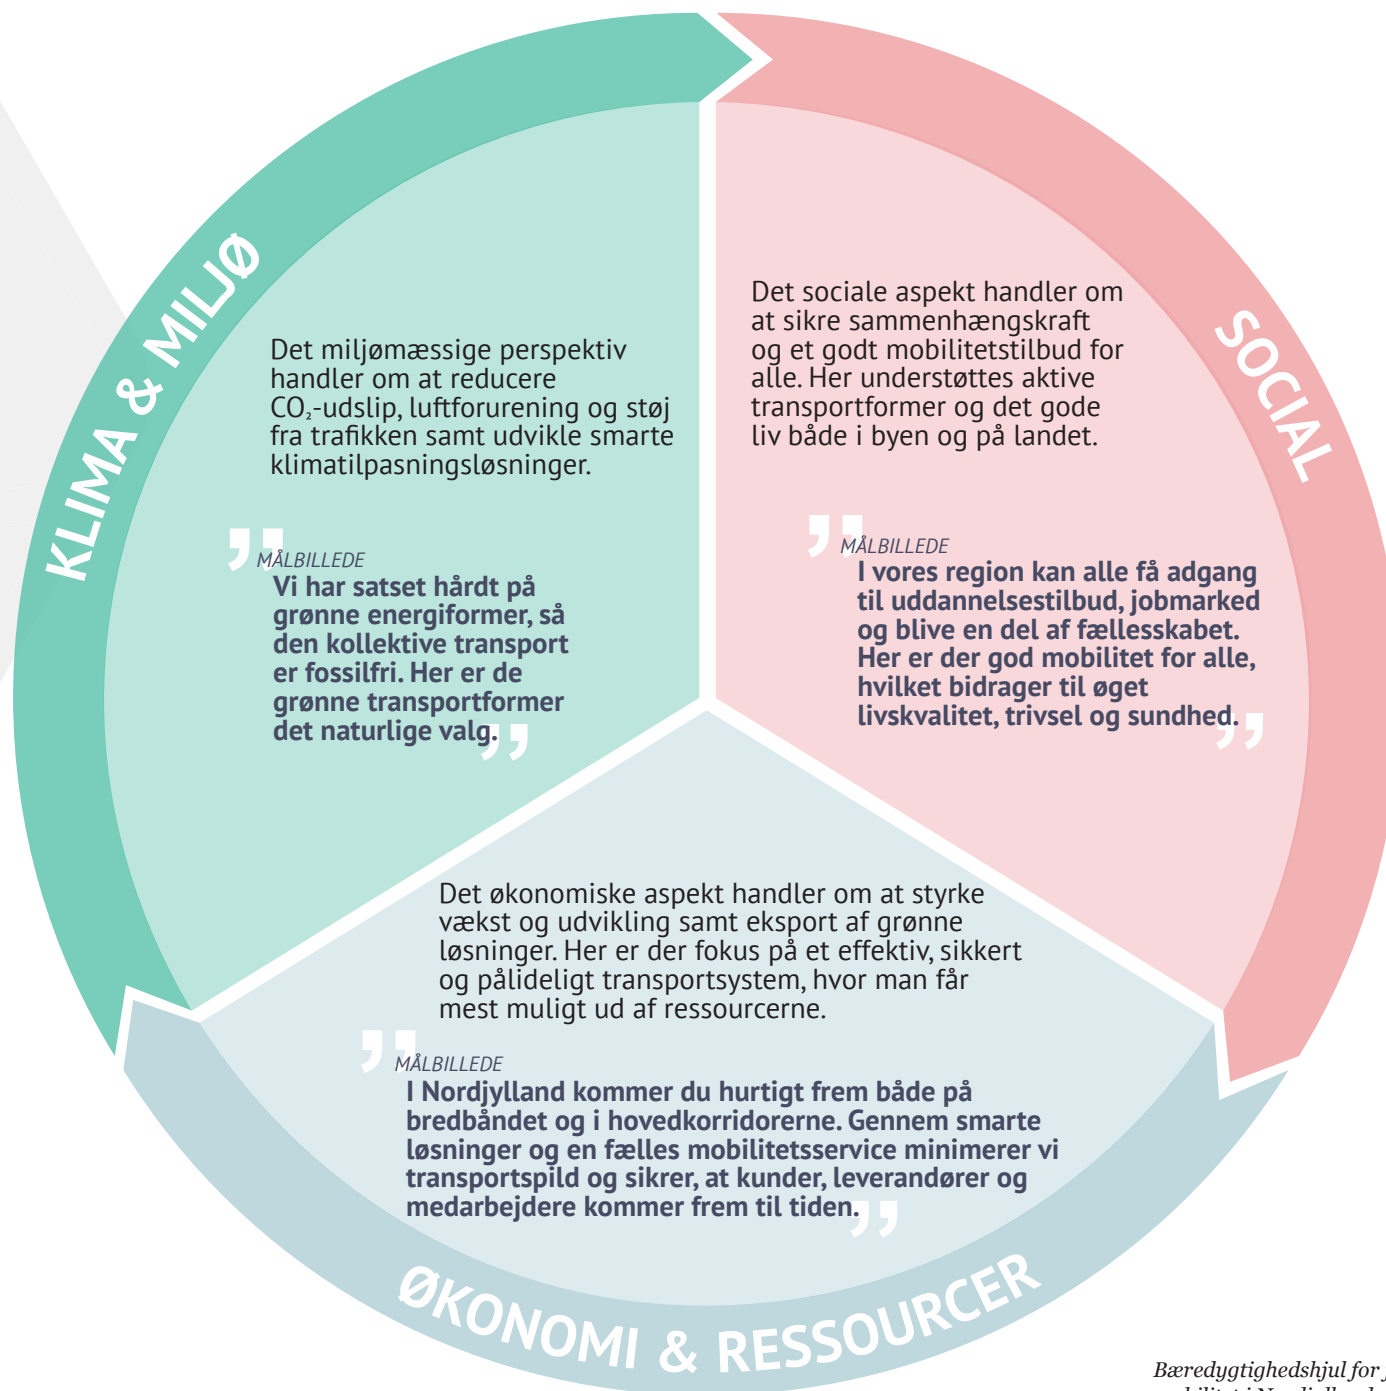 KLIMA & MILJØ
Det miljømæssige perspektiv
handler om at reducere
CO₂-udslip, luftforurening og støj
fra trafikken samt udvikle smarte
klimatilpasningsløsninger.
”
MÅLBILLEDE
Vi har satset hårdt på
grønne energiformer, så
den kollektive transport
er fossilfri. Her er de
grønne transportformer
det naturlige valg.
”
SOCIAL
Det sociale aspekt handler om
at sikre sammenhængskraft
og et godt mobilitetstilbud for
alle. Her understøttes aktive
transportformer og det gode
liv både i byen og på landet.
”
MÅLBILLEDE
I vores region kan alle få adgang
til uddannelsestilbud, jobmarked
og blive en del af fællesskabet.
Her er der god mobilitet for alle,
hvilket bidrager til øget
livskvalitet, trivsel og sundhed.
”
Det økonomiske aspekt handler om at styrke
vækst og udvikling samt eksport af grønne
løsninger. Her er der fokus på et effektiv, sikkert
og pålideligt transportsystem, hvor man får
mest muligt ud af ressourcerne.
”
MÅLBILLEDE
I Nordjylland kommer du hurtigt frem både på
bredbåndet og i hovedkorridorerne. Gennem smarte
løsninger og en fælles mobilitetsservice minimerer vi
transportspild og sikrer, at kunder, leverandører og
medarbejdere kommer frem til tiden.
”
ØKONOMI & RESSOURCER
Bæredygtighedshjul for